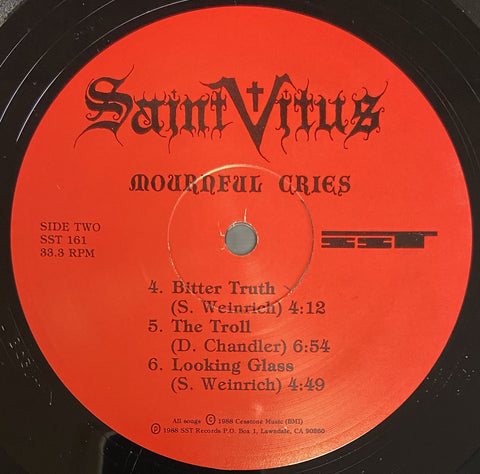 Saint Vitus
MOURNFUL CRIES
SIDE TWO
SST 161
33.3 RPM
SST
4. Bitter Truth
(S. Weinrich) 4:12
5. The Troll
(D. Chandler) 6:54
6. Looking Glass
(S. Weinrich) 4:49
All songs © 1988 Cesstone Music (BMI)
℗ 1988 SST Records P.O. Box 1, Lawndale, CA 90260